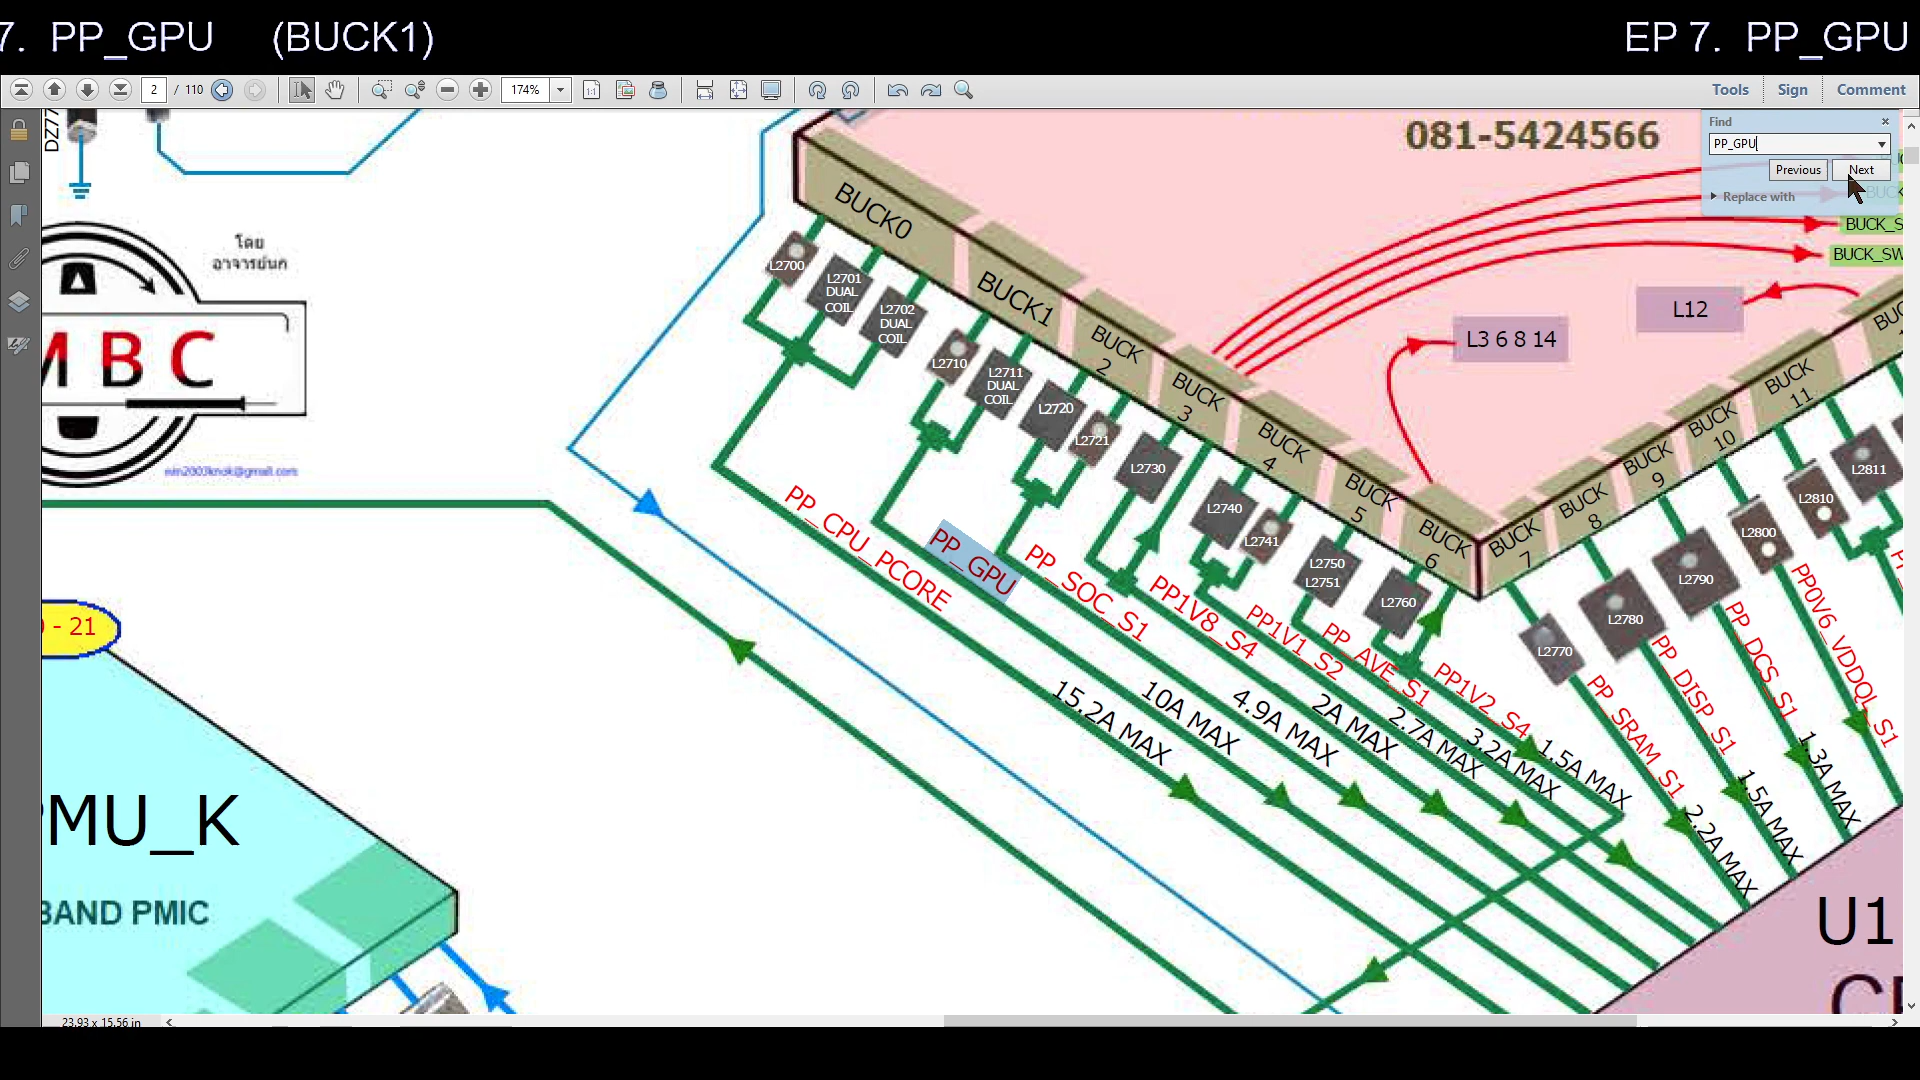 7. PP_GPU (BUCK1)
EP 7. PP_GPU
2 / 110
174%
Tools
Sign
Comment
Find
PP_GPU
Previous
Next
Replace with
081-5424566
DZ77
โดย
อาจารย์นก
MBC
win2003knok@gmail.com
BUCK0
BUCK1
BUCK 2
BUCK 3
BUCK 4
BUCK 5
BUCK 6
BUCK 7
BUCK 8
BUCK 9
BUCK 10
BUCK 11
BUCK_S
BUCK_SW
L12
L3 6 8 14
L2700
L2701
DUAL
COIL
L2702
DUAL
COIL
L2710
L2711
DUAL
COIL
L2720
L2721
L2730
L2740
L2741
L2750
L2751
L2760
L2770
L2780
L2790
L2800
L2810
L2811
PP_CPU_PCORE
PP_GPU
PP_SOC_S1
PP1V8_S4
PP1V1_S2
PP_AVE_S1
PP1V2_S4
PP_SRAM_S1
PP_DISP_S1
PP_DCS_S1
PP0V6_VDDQL_S1
15.2A MAX
10A MAX
4.9A MAX
2A MAX
2.7A MAX
3.2A MAX
1.5A MAX
2.2A MAX
1.5A MAX
1.3A MAX
- 21
PMU_K
BAND PMIC
U1
23.93 x 15.56 in